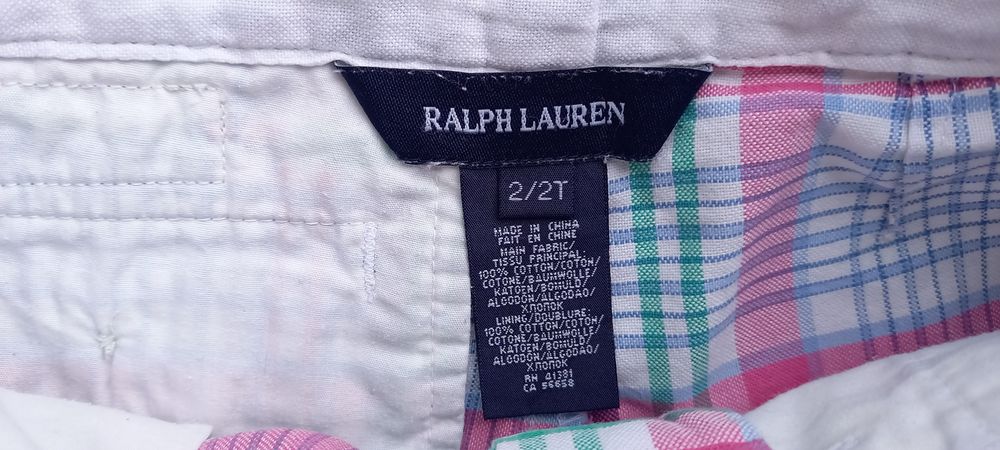 RALPH LAUREN
2/2T
MADE IN CHINA
FAIT EN CHINE
MAIN FABRIC/
TISSU PRINCIPAL:
100% COTTON/COTON/
COTONE/BAUMWOLLE/
KATOEN/BOMULD/
ALGODON/ALGODAO/
ХЛОПОК
LINING/DOUBLURE:
100% COTTON/COTON/
COTONE/BAUMWOLLE/
KATOEN/BOMULD/
ALGODON/ALGODAO/
ХЛОПОК
RN 41381
CA 56658